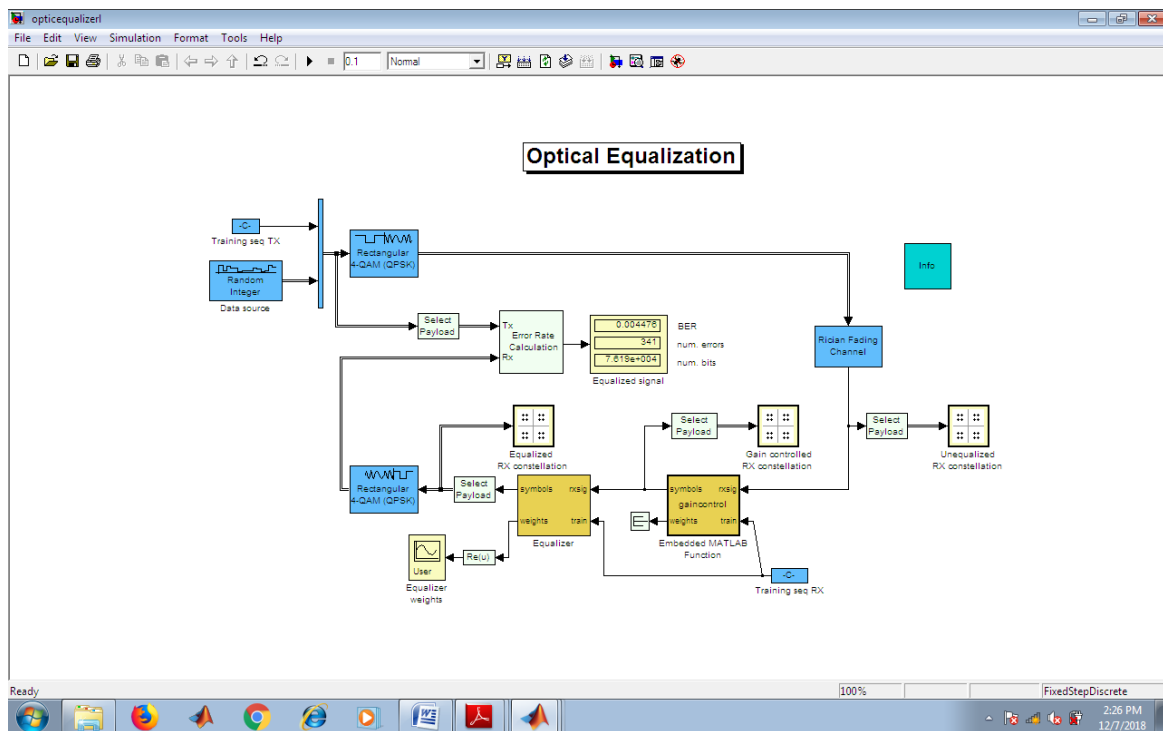 opticequalizerl
File Edit View Simulation Format Tools Help
0.1 Normal
Optical Equalization
-C-
Training seq TX
Random
Integer
Data source
Rectangular
4-QAM (QPSK)
Select
Payload
Tx
Error Rate
Calculation
Rx
0.004476
341
7.619e+004
Equalized signal
BER
num. errors
num. bits
Info
Rician Fading
Channel
Equalized
RX constellation
Select
Payload
Gain controlled
RX constellation
Select
Payload
Unequalized
RX constellation
Rectangular
4-QAM (QPSK)
Select
Payload
symbols rxsig
weights train
Equalizer
symbols rxsig
gaincontrol
weights train
Embedded MATLAB
Function
User
Equalizer
weights
Re(u)
-C-
Training seq RX
Ready
100%
FixedStepDiscrete
2:26 PM
12/7/2018